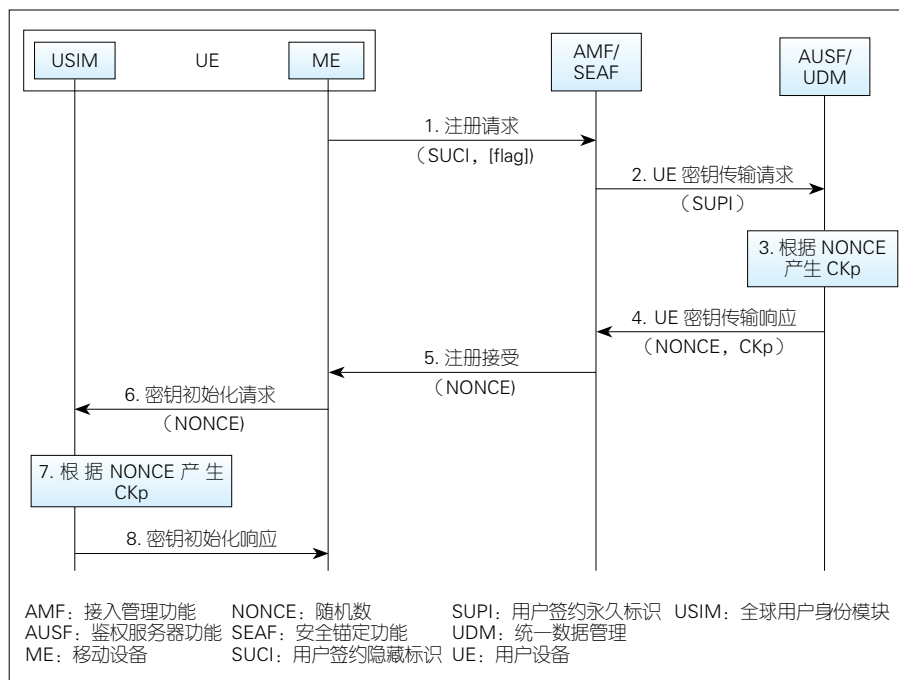 USIM UE ME
AMF/
SEAF
AUSF/
UDM
1. 注册请求
（SUCI，[flag])
2. UE 密钥传输请求
（SUPI）
3. 根据 NONCE
产生 CKp
4. UE 密钥传输响应
（NONCE，CKp）
5. 注册接受
（NONCE)
6. 密钥初始化请求
（NONCE)
7. 根 据 NONCE 产 生
CKp
8. 密钥初始化响应
AMF：接入管理功能 NONCE：随机数 SUPI：用户签约永久标识 USIM：全球用户身份模块
AUSF：鉴权服务器功能 SEAF：安全锚定功能 UDM：统一数据管理
ME：移动设备 SUCI：用户签约隐藏标识 UE：用户设备